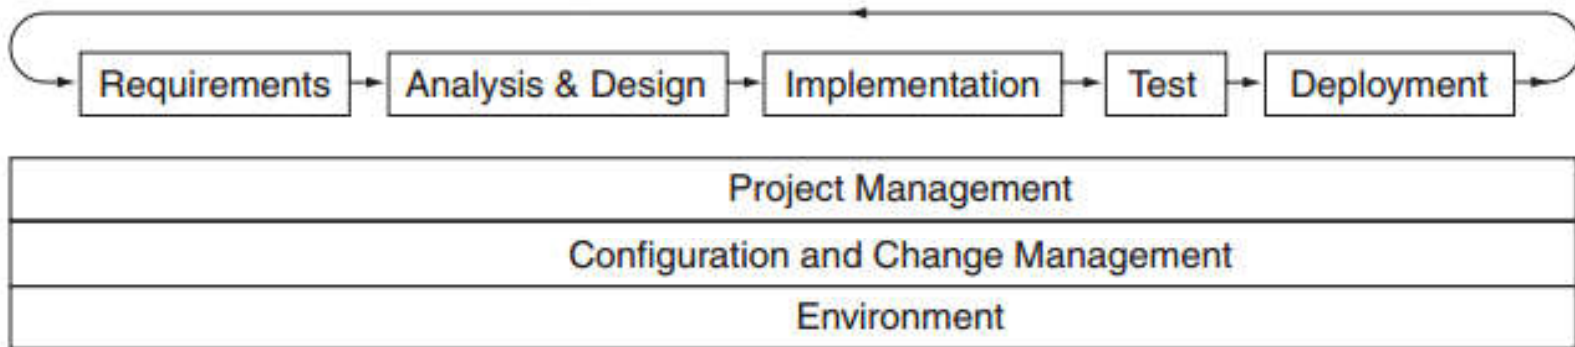 Requirements
Analysis & Design
Implementation
Test
Deployment
Project Management
Configuration and Change Management
Environment